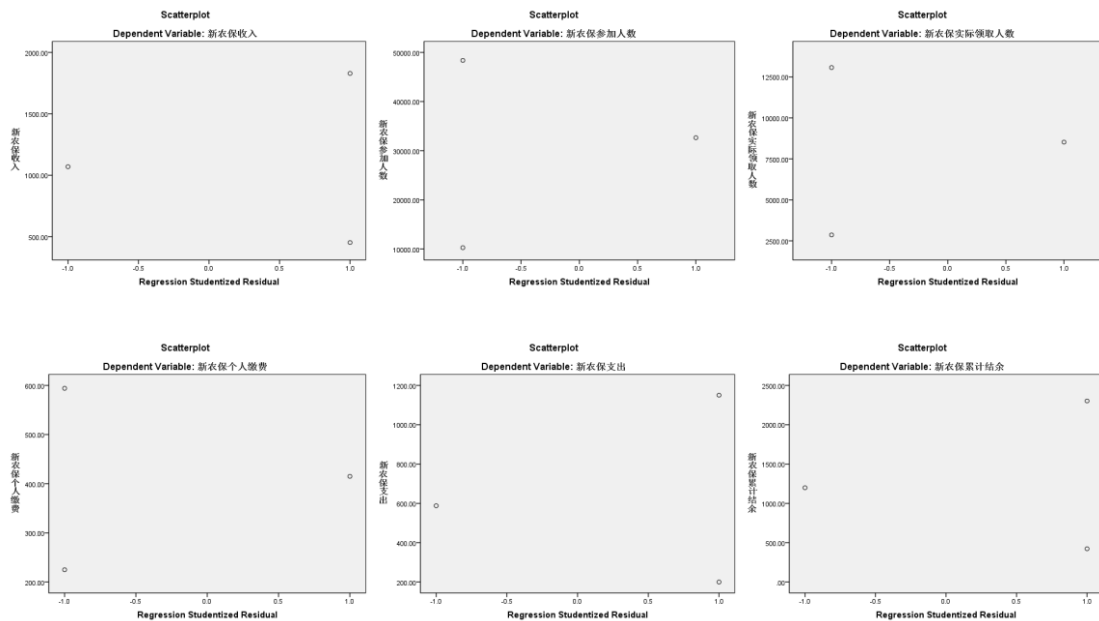 Scatterplot
Dependent Variable: 新农保收入
新农保收入
2000.00
1500.00
1000.00
500.00
-1.0
-0.5
0.0
0.5
1.0
Regression Studentized Residual
Scatterplot
Dependent Variable: 新农保参加人数
新农保参加人数
50000.00
40000.00
30000.00
20000.00
10000.00
-1.0
-0.5
0.0
0.5
1.0
Regression Studentized Residual
Scatterplot
Dependent Variable: 新农保实际领取人数
新农保实际领取人数
12500.00
10000.00
7500.00
5000.00
2500.00
-1.0
-0.5
0.0
0.5
1.0
Regression Studentized Residual
Scatterplot
Dependent Variable: 新农保个人缴费
新农保个人缴费
600.00
500.00
400.00
300.00
200.00
-1.0
-0.5
0.0
0.5
1.0
Regression Studentized Residual
Scatterplot
Dependent Variable: 新农保支出
新农保支出
1200.00
1000.00
800.00
600.00
400.00
200.00
-1.0
-0.5
0.0
0.5
1.0
Regression Studentized Residual
Scatterplot
Dependent Variable: 新农保累计结余
新农保累计结余
2500.00
2000.00
1500.00
1000.00
500.00
.00
-1.0
-0.5
0.0
0.5
1.0
Regression Studentized Residual